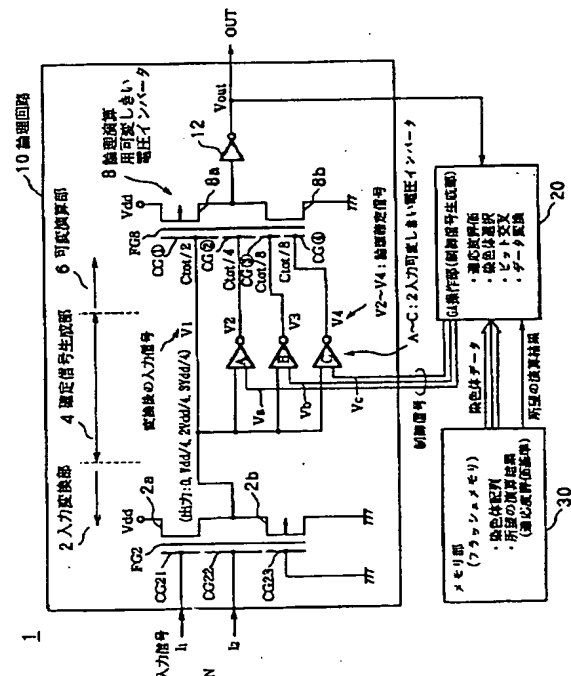 1
10 論理回路
2 入力変換部
4 確定信号生成部
6 可変演算部
8 論理演算
用可変しきい
電圧インバータ
Vdd
2a
FG2
CG21
CG22
CG23
2b
入力信号
I1
I2
IN
変換後の入力信号
V1
(出力:0, Vdd/4, 2Vdd/4, 3Vdd/4)
Vdd
FG8
8a
8b
CG①
Ctot/2
CG②
Ctot/4
CG③
Ctot/8
Ctot/8
12
Vout
OUT
A
B
C
V2
V3
V4
Va
Vb
Vc
制御信号
V2~V4:論理確定信号
A~C:2入力可変しきい電圧インバータ
GA操作部(制御信号生成部)
・適応度評価
・染色体選択
・ビット交叉
・データ変換
20
染色体データ
所望の演算結果
メモリ部
(フラッシュメモリ)
・染色体配列
・所望の演算結果
(適応度評価基準)
30